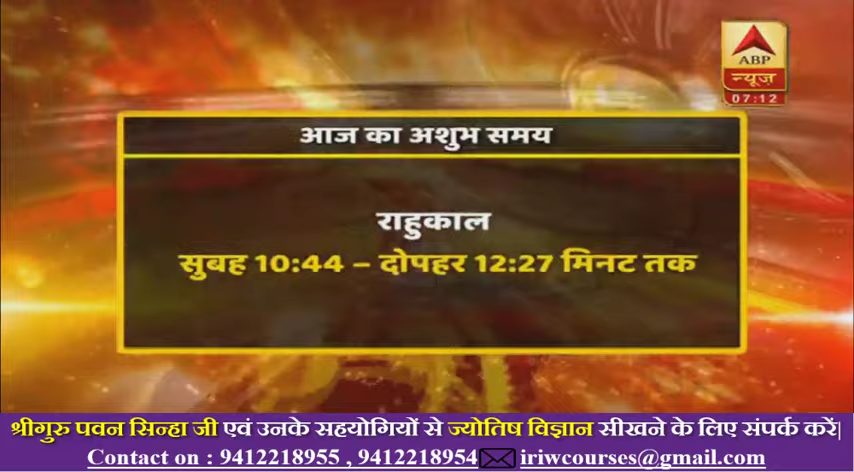 ABP
न्यूज़
07:12
आज का अशुभ समय
राहुकाल
सुबह 10:44 – दोपहर 12:27 मिनट तक
श्रीगुरु पवन सिन्हा जी एवं उनके सहयोगियों से ज्योतिष विज्ञान सीखने के लिए संपर्क करें|
Contact on : 9412218955 , 9412218954 iriwcourses@gmail.com